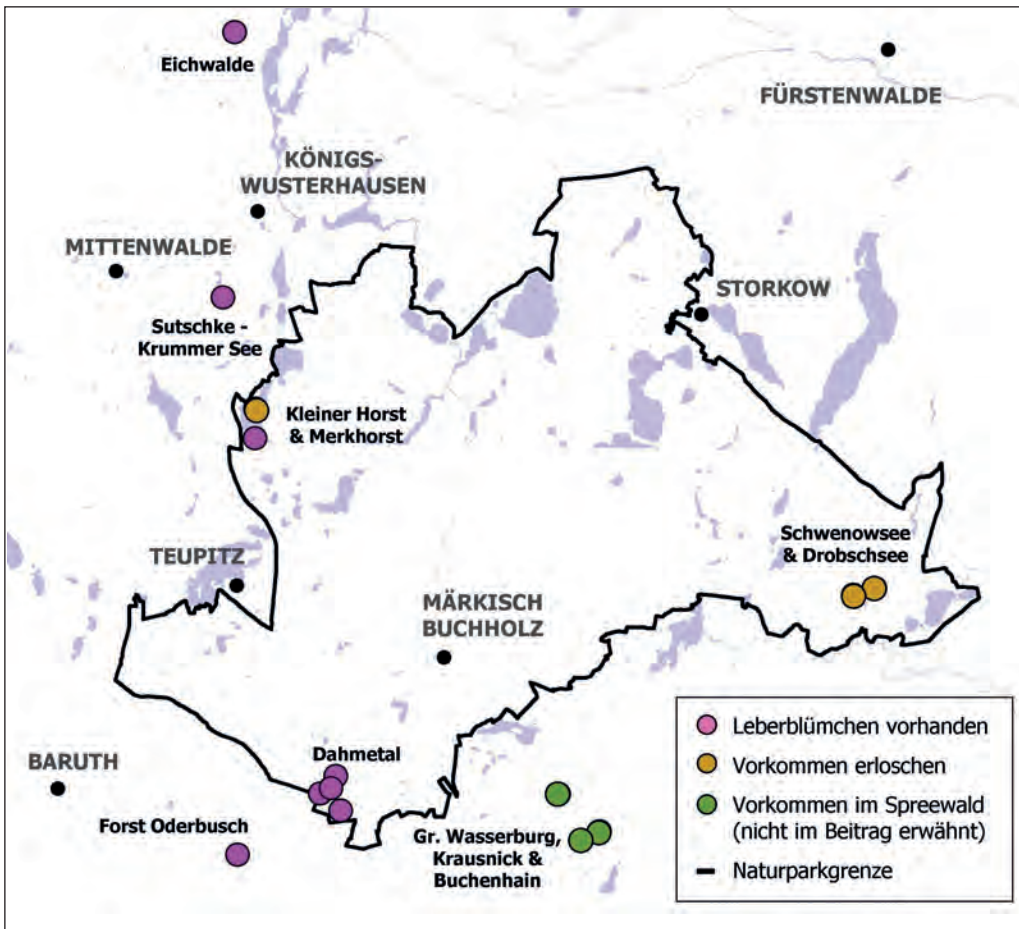 Eichwalde
FÜRSTENWALDE
KÖNIGS-
WUSTERHAUSEN
MITTENWALDE
STORKOW
Sutschke -
Krummer See
Kleiner Horst
& Merkhorst
Schwenowsee
& Drobschsee
TEUPITZ
MÄRKISCH
BUCHHOLZ
Dahmetal
BARUTH
Forst Oderbusch
Gr. Wasserburg,
Krausnick &
Buchenhain
Leberblümchen vorhanden
Vorkommen erloschen
Vorkommen im Spreewald
(nicht im Beitrag erwähnt)
Naturparkgrenze